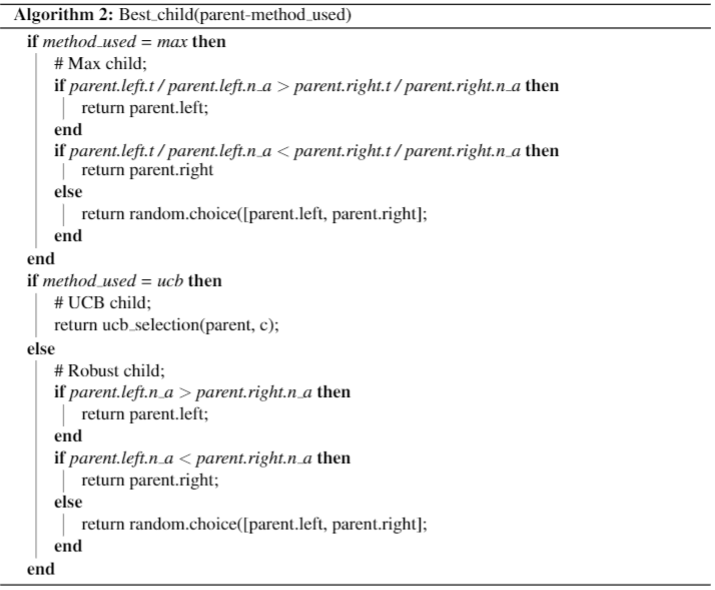 Algorithm 2: Best_child(parent-method_used)
if method_used = max then
# Max child;
if parent.left.t / parent.left.n_a > parent.right.t / parent.right.n_a then
return parent.left;
end
if parent.left.t / parent.left.n_a < parent.right.t / parent.right.n_a then
return parent.right
else
return random.choice([parent.left, parent.right];
end
end
if method_used = ucb then
# UCB child;
return ucb_selection(parent, c);
else
# Robust child;
if parent.left.n_a > parent.right.n_a then
return parent.left;
end
if parent.left.n_a < parent.right.n_a then
return parent.right;
else
return random.choice([parent.left, parent.right];
end
end